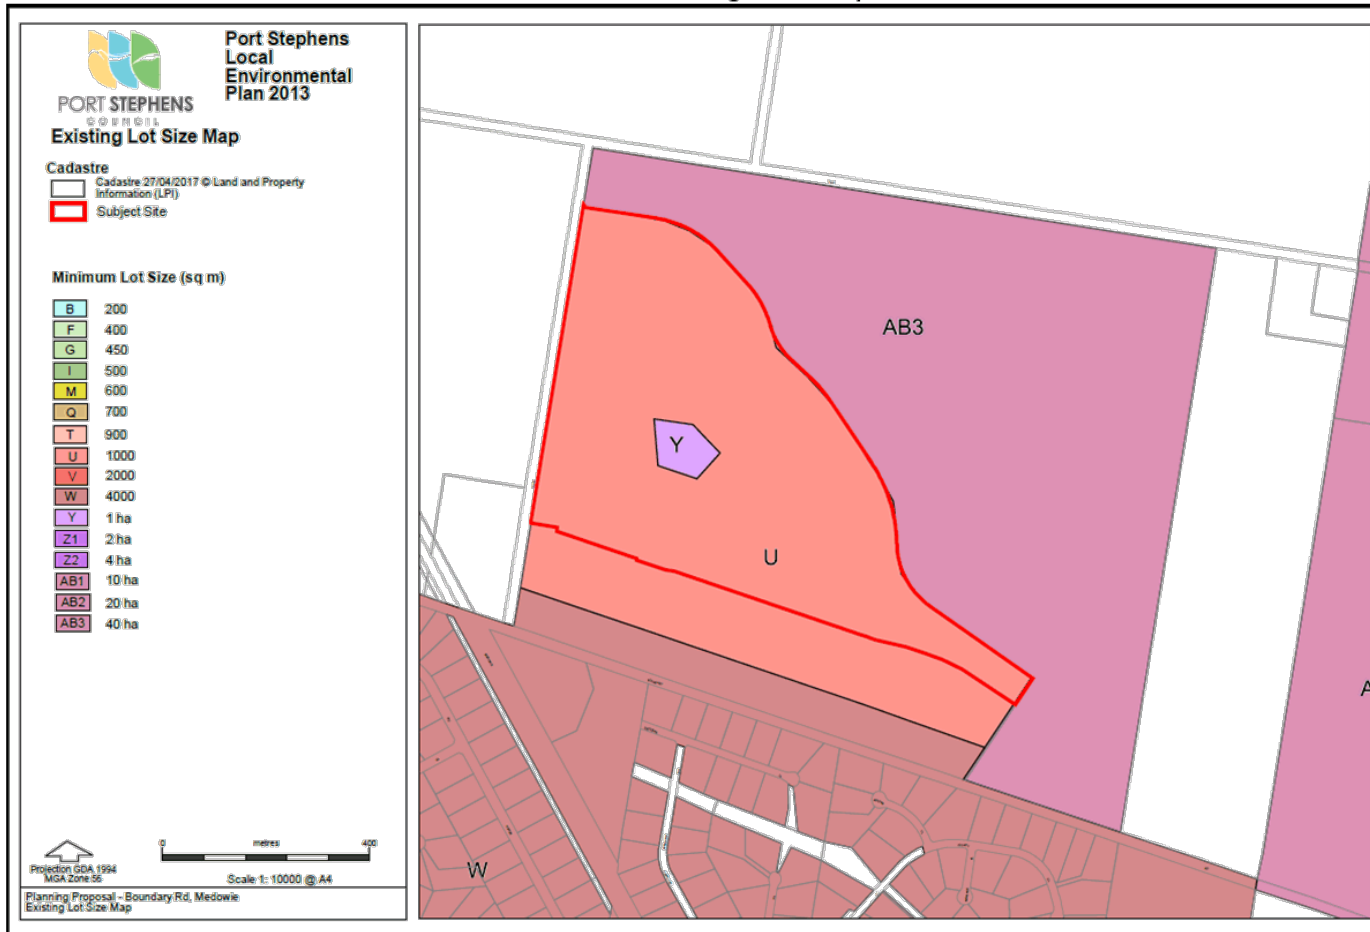 Port Stephens
Local
Environmental
Plan 2013
PORT STEPHENS
COUNCIL
Existing Lot Size Map
Cadastre
Cadastre 27/04/2017 © Land and Property
Information (LPI)
Subject Site
Minimum Lot Size (sq m)
B 200
F 400
G 450
I 500
M 600
Q 700
T 900
U 1000
V 2000
W 4000
Y 1 ha
Z1 2 ha
Z2 4 ha
AB1 10 ha
AB2 20 ha
AB3 40 ha
0 metres 400
Projection GDA 1994
MGA Zone 56
Scale 1: 10000 @ A4
Planning Proposal - Boundary Rd, Medowie
Existing Lot Size Map
AB3
Y
U
A
W